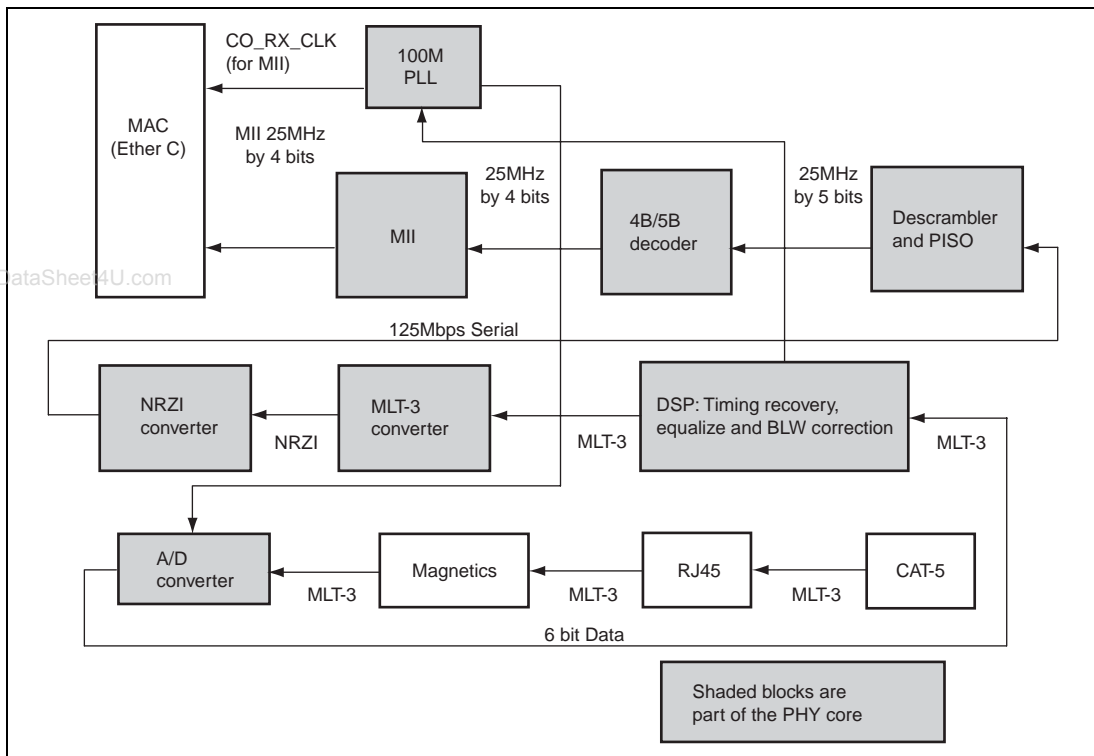 CO_RX_CLK
(for MII)
100M
PLL
MAC
(Ether C)
MII 25MHz
by 4 bits
25MHz
by 4 bits
25MHz
by 5 bits
MII
4B/5B
decoder
Descrambler
and PISO
DataSheet4U.com
125Mbps Serial
NRZI
converter
NRZI
MLT-3
converter
MLT-3
DSP: Timing recovery,
equalize and BLW correction
MLT-3
A/D
converter
MLT-3
Magnetics
MLT-3
RJ45
MLT-3
CAT-5
6 bit Data
Shaded blocks are
part of the PHY core